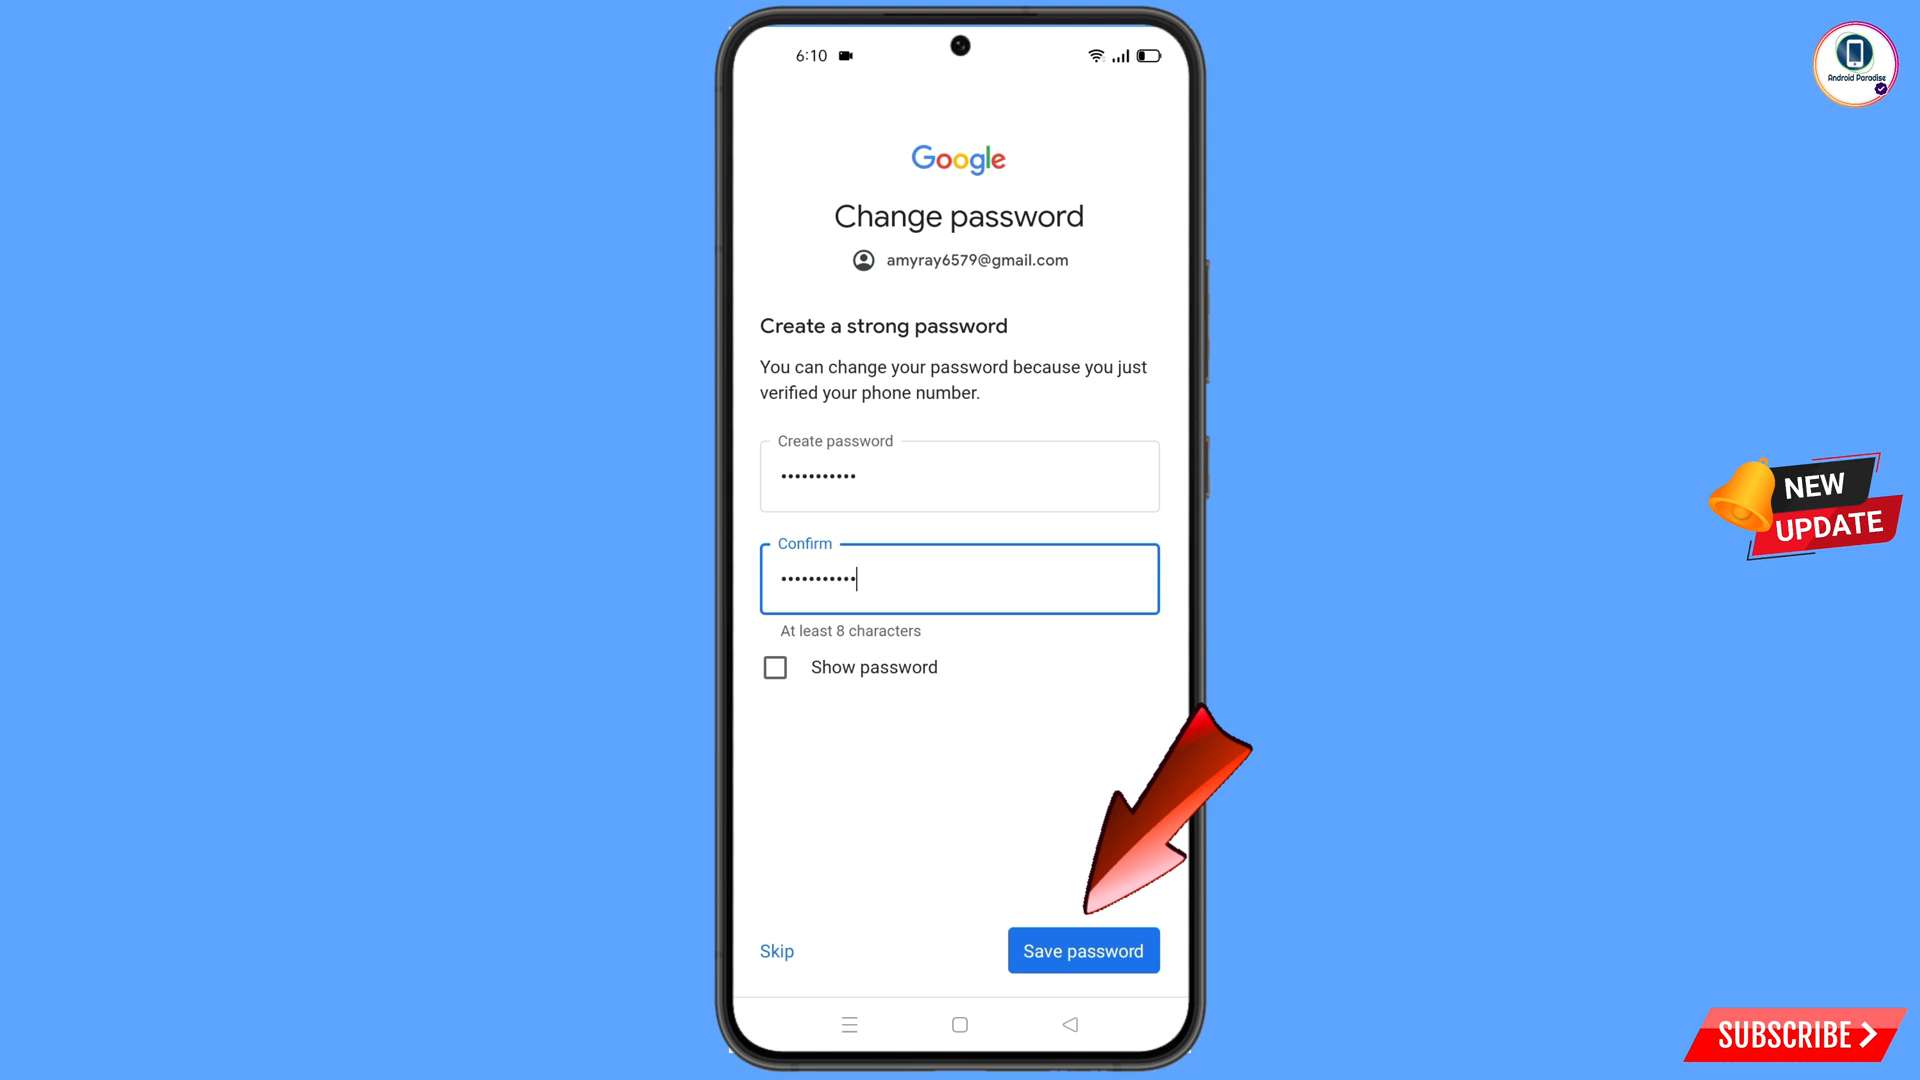 6:10
Android Paradise
Google
Change password
amyray6579@gmail.com
Create a strong password
You can change your password because you just
verified your phone number.
Create password
•••••••••••
Confirm
•••••••••••
At least 8 characters
Show password
NEW
UPDATE
Skip
Save password
SUBSCRIBE